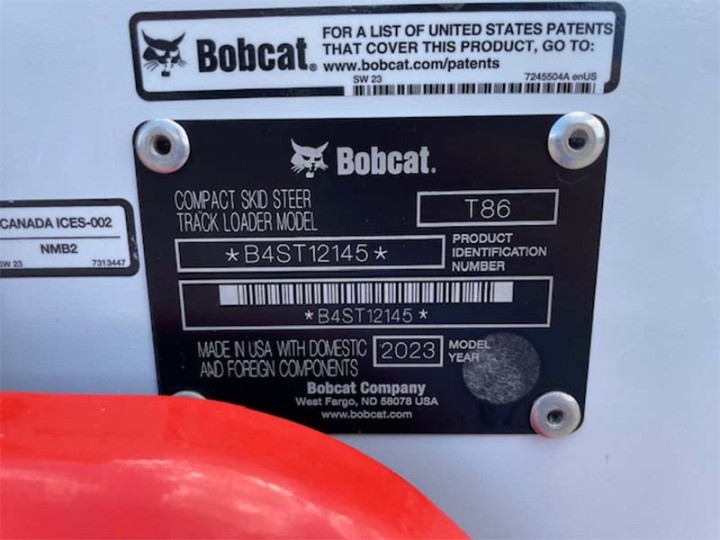 Bobcat®
FOR A LIST OF UNITED STATES PATENTS
THAT COVER THIS PRODUCT, GO TO:
www.bobcat.com/patents
SW 23
7245504A enUS
Bobcat®
COMPACT SKID STEER
TRACK LOADER MODEL
T86
*B4ST12145*
PRODUCT
IDENTIFICATION
NUMBER
*B4ST12145*
MADE IN USA WITH DOMESTIC
AND FOREIGN COMPONENTS
2023
MODEL
YEAR
Bobcat Company
West Fargo, ND 58078 USA
www.bobcat.com
CANADA ICES-002
NMB2
SW 23
7313447